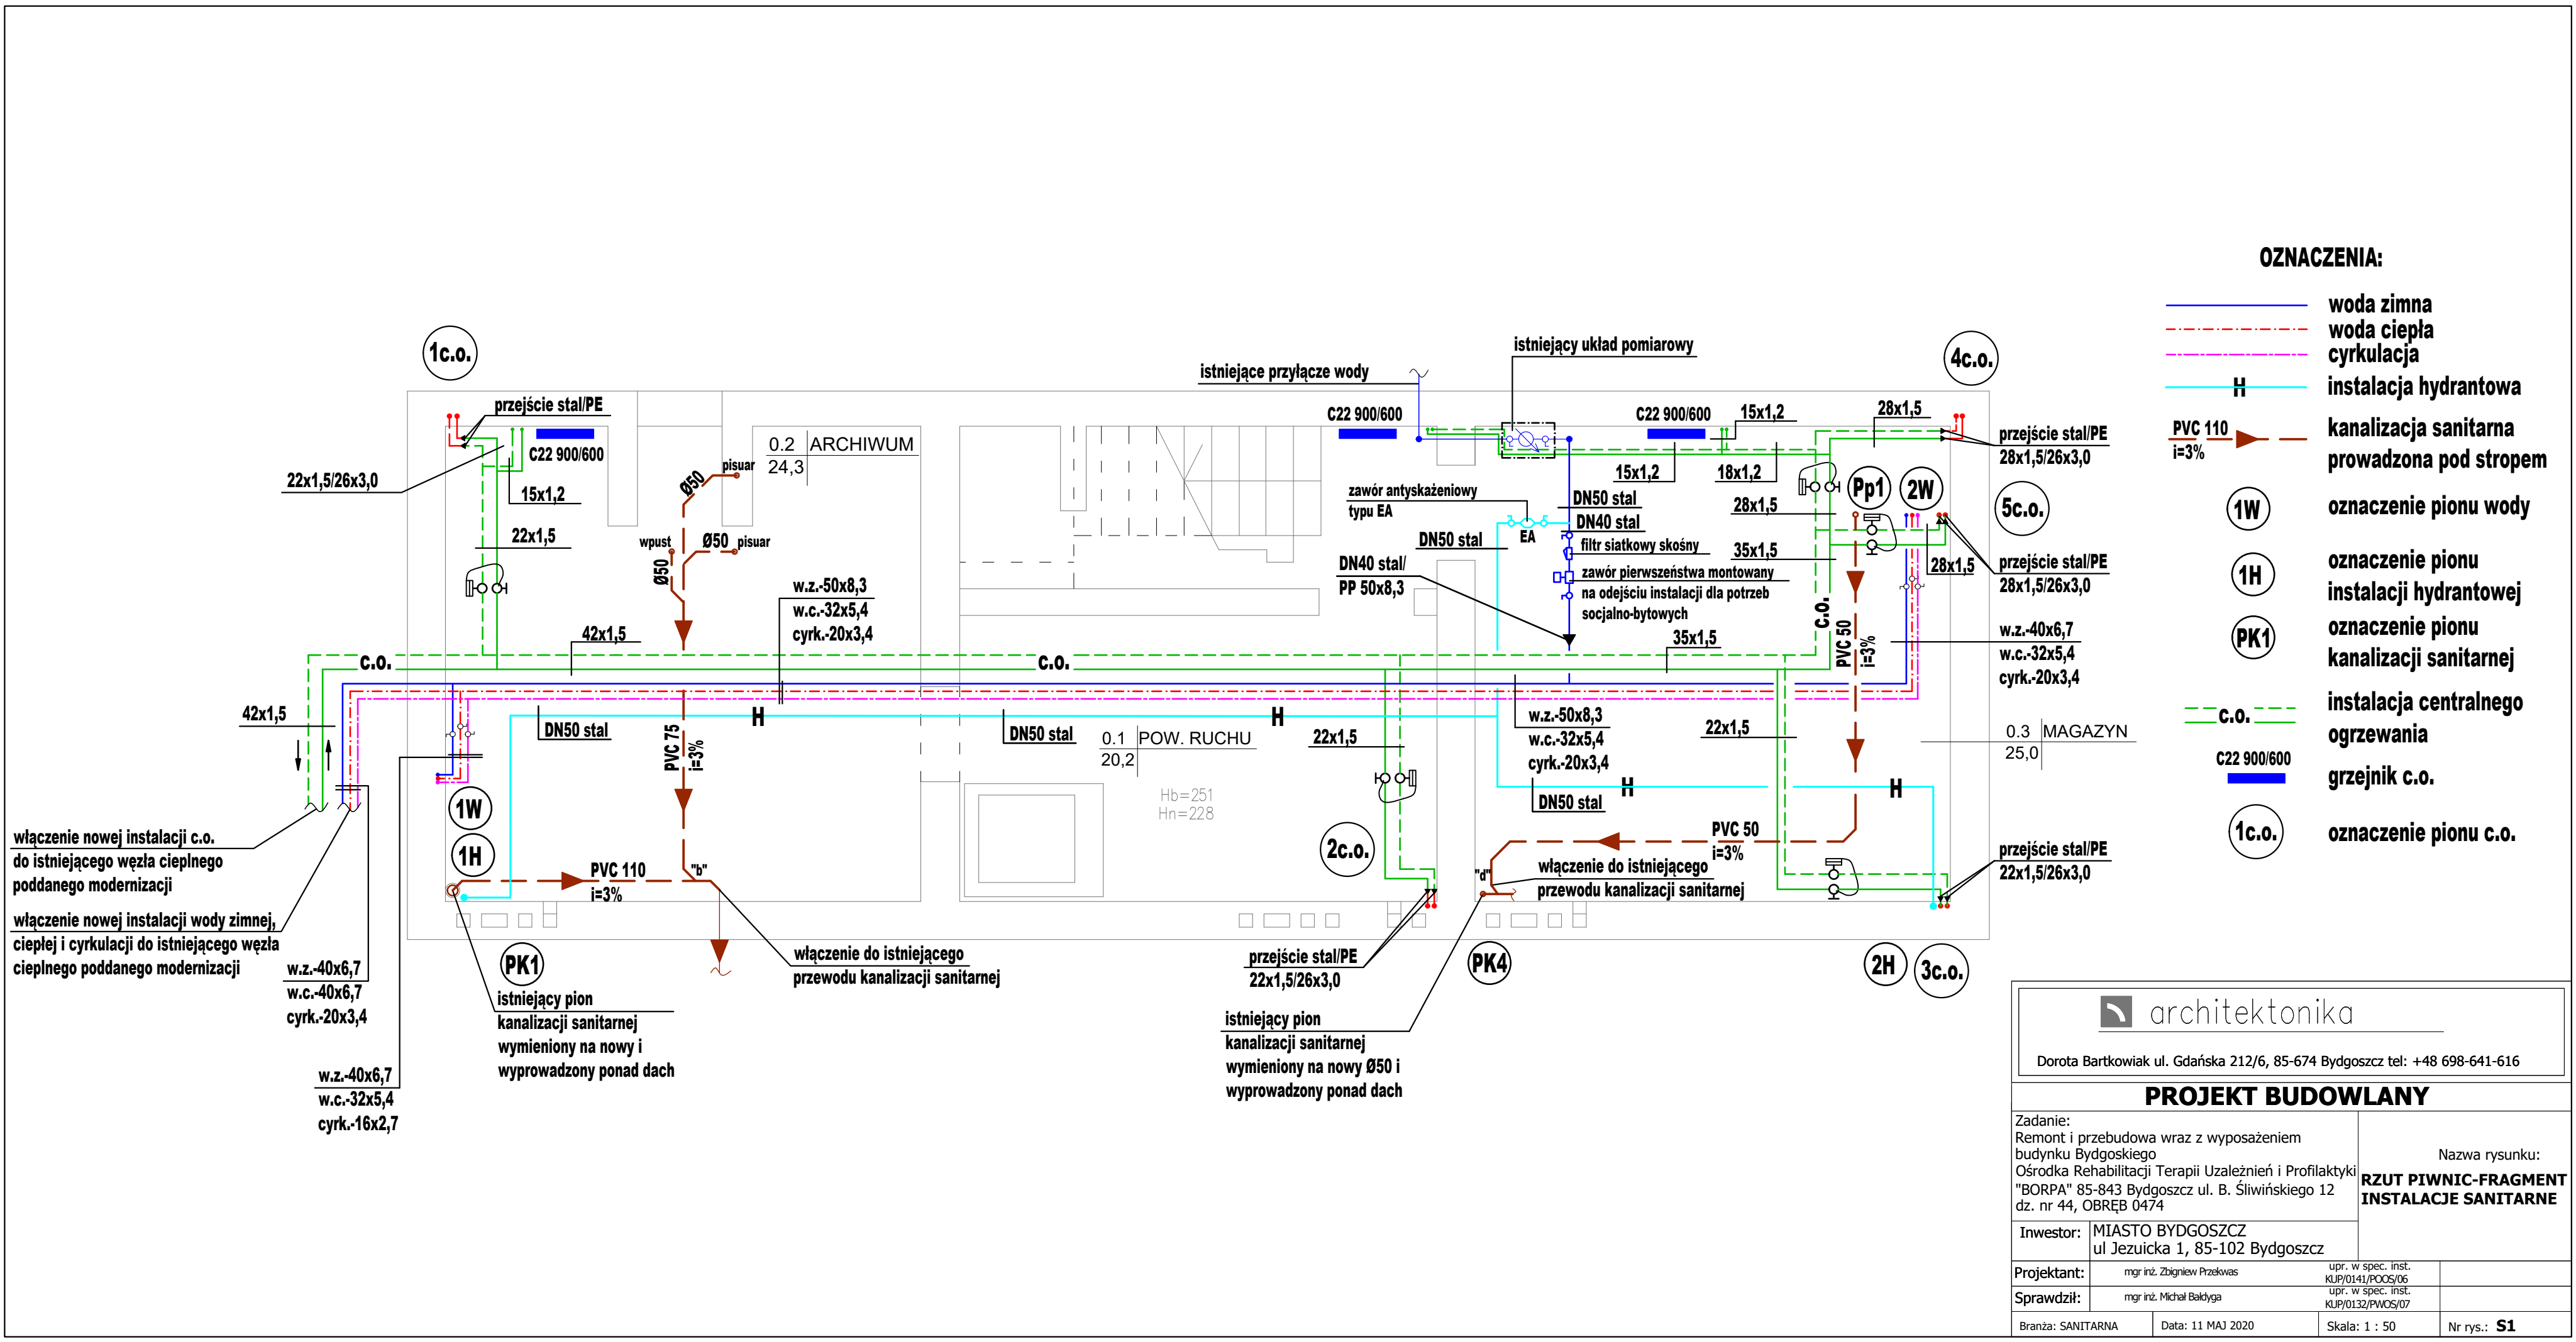 OZNACZENIA:
woda zimna
woda ciepła
cyrkulacja
H
instalacja hydrantowa
PVC 110
i=3%
kanalizacja sanitarna
prowadzona pod stropem
1W
oznaczenie pionu wody
1H
oznaczenie pionu
instalacji hydrantowej
PK1
oznaczenie pionu
kanalizacji sanitarnej
c.o.
instalacja centralnego
ogrzewania
C22 900/600
grzejnik c.o.
1c.o.
oznaczenie pionu c.o.
1c.o.
przejście stal/PE
C22 900/600
22x1,5/26x3,0
15x1,2
22x1,5
0.2 ARCHIWUM
24,3
pisuar
Ø50
wpust
Ø50 pisuar
Ø50
w.z.-50x8,3
w.c.-32x5,4
cyrk.-20x3,4
42x1,5
c.o.
c.o.
42x1,5
DN50 stal
H
DN50 stal
H
PVC 75
i=3%
0.1 POW. RUCHU
20,2
Hb=251
Hn=228
1W
1H
PVC 110
i=3%
"b"
PK1
włączenie nowej instalacji c.o.
do istniejącego węzła cieplnego
poddanego modernizacji
włączenie nowej instalacji wody zimnej,
ciepłej i cyrkulacji do istniejącego węzła
cieplnego poddanego modernizacji
w.z.-40x6,7
w.c.-40x6,7
cyrk.-20x3,4
w.z.-40x6,7
w.c.-32x5,4
cyrk.-16x2,7
istniejący pion
kanalizacji sanitarnej
wymieniony na nowy i
wyprowadzony ponad dach
włączenie do istniejącego
przewodu kanalizacji sanitarnej
istniejące przyłącze wody
istniejący układ pomiarowy
C22 900/600
C22 900/600
15x1,2
28x1,5
4c.o.
przejście stal/PE
28x1,5/26x3,0
15x1,2
18x1,2
zawór antyskażeniowy
typu EA
DN50 stal
DN40 stal
EA
DN50 stal
filtr siatkowy skośny
zawór pierwszeństwa montowany
na odejściu instalacji dla potrzeb
socjalno-bytowych
DN40 stal/
PP 50x8,3
28x1,5
35x1,5
35x1,5
Pp1
2W
5c.o.
28x1,5
przejście stal/PE
28x1,5/26x3,0
c.o.
PVC 50
i=3%
w.z.-40x6,7
w.c.-32x5,4
cyrk.-20x3,4
w.z.-50x8,3
w.c.-32x5,4
cyrk.-20x3,4
22x1,5
22x1,5
0.3 MAGAZYN
25,0
DN50 stal
H
H
2c.o.
PVC 50
i=3%
"d"
włączenie do istniejącego
przewodu kanalizacji sanitarnej
przejście stal/PE
22x1,5/26x3,0
przejście stal/PE
22x1,5/26x3,0
PK4
2H
3c.o.
istniejący pion
kanalizacji sanitarnej
wymieniony na nowy Ø50 i
wyprowadzony ponad dach
architektonika
Dorota Bartkowiak ul. Gdańska 212/6, 85-674 Bydgoszcz tel: +48 698-641-616
PROJEKT BUDOWLANY
Zadanie:
Remont i przebudowa wraz z wyposażeniem
budynku Bydgoskiego
Ośrodka Rehabilitacji Terapii Uzależnień i Profilaktyki
"BORPA" 85-843 Bydgoszcz ul. B. Śliwińskiego 12
dz. nr 44, OBRĘB 0474
Nazwa rysunku:
RZUT PIWNIC-FRAGMENT
INSTALACJE SANITARNE
Inwestor: MIASTO BYDGOSZCZ
ul Jezuicka 1, 85-102 Bydgoszcz
Projektant: mgr inż. Zbigniew Przekwas upr. w spec. inst.
KUP/0141/POOS/06
Sprawdził: mgr inż. Michał Bałdyga upr. w spec. inst.
KUP/0132/PWOS/07
Branża: SANITARNA Data: 11 MAJ 2020 Skala: 1 : 50 Nr rys.: S1